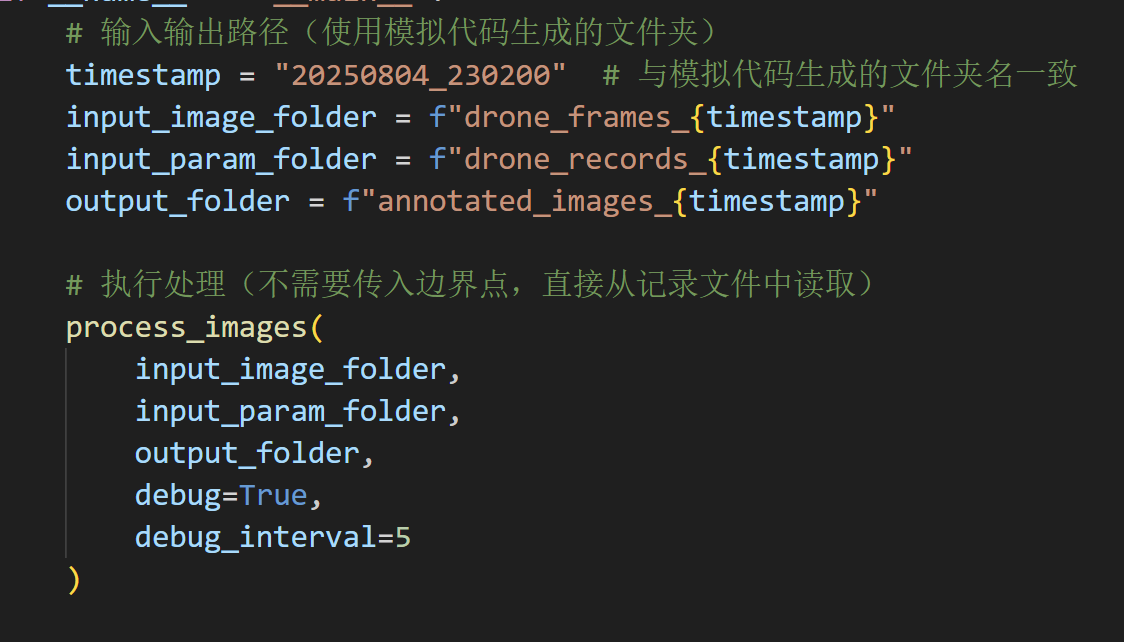 # 输入输出路径（使用模拟代码生成的文件夹）
timestamp = "20250804_230200"  # 与模拟代码生成的文件夹名一致
input_image_folder = f"drone_frames_{timestamp}"
input_param_folder = f"drone_records_{timestamp}"
output_folder = f"annotated_images_{timestamp}"
# 执行处理（不需要传入边界点，直接从记录文件中读取）
process_images(
    input_image_folder,
    input_param_folder,
    output_folder,
    debug=True,
    debug_interval=5
)